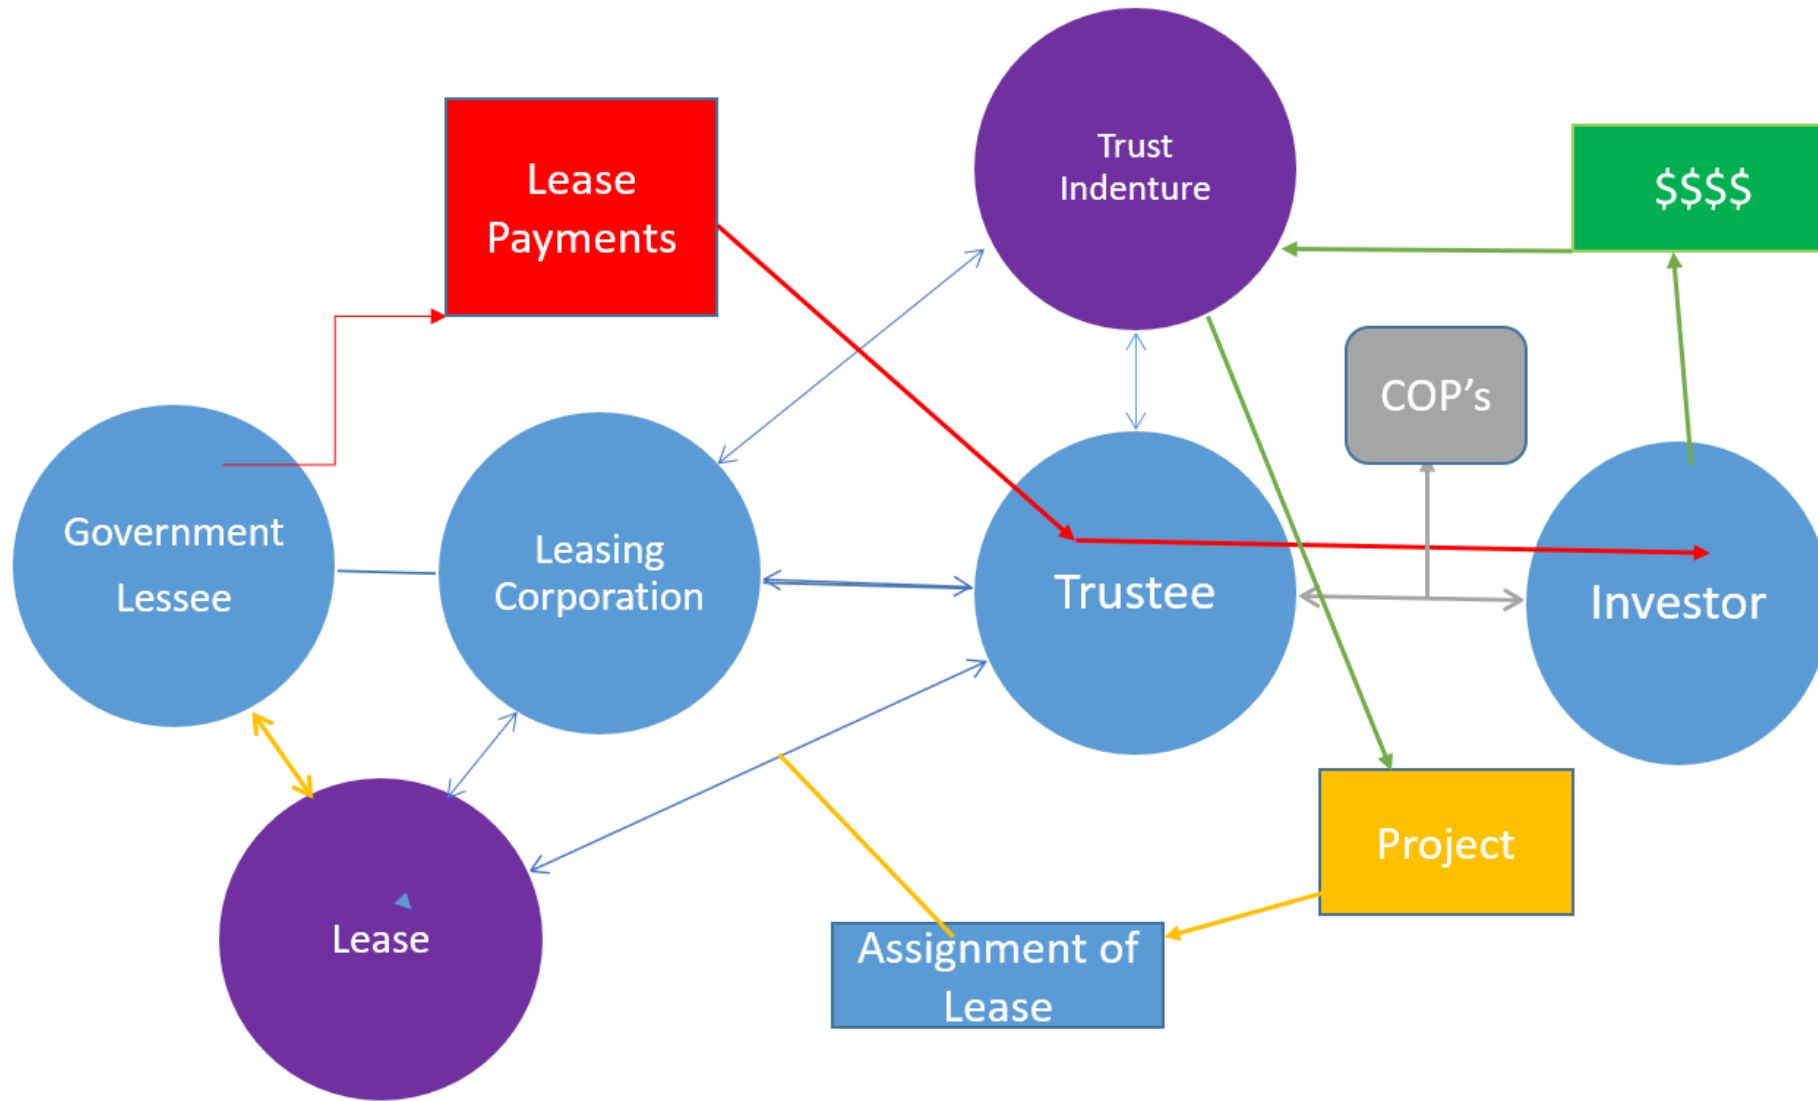 Trust
Indenture
Lease
Payments
$$$$
COP’s
Government
Lessee
Leasing
Corporation
Trustee
Investor
Project
Lease
Assignment of
Lease